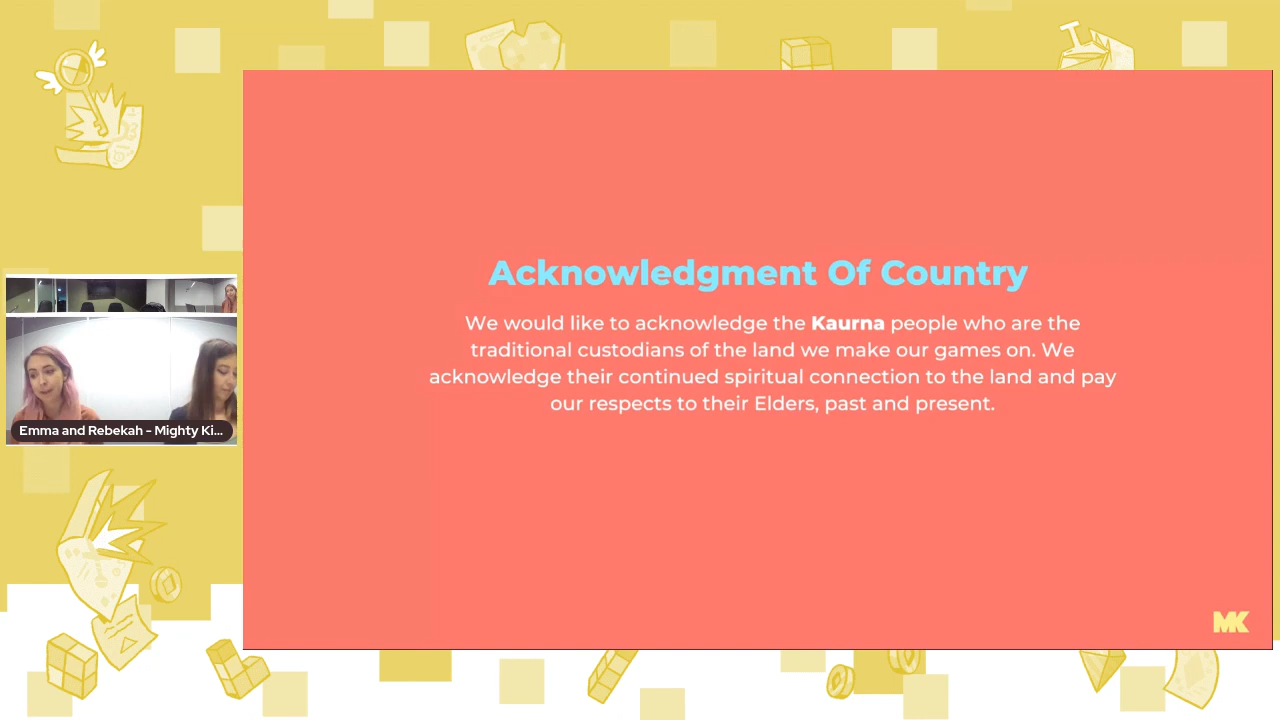 Acknowledgment Of Country
We would like to acknowledge the Kaurna people who are the
traditional custodians of the land we make our games on. We
acknowledge their continued spiritual connection to the land and pay
our respects to their Elders, past and present.
Emma and Rebekah - Mighty Ki...
MK